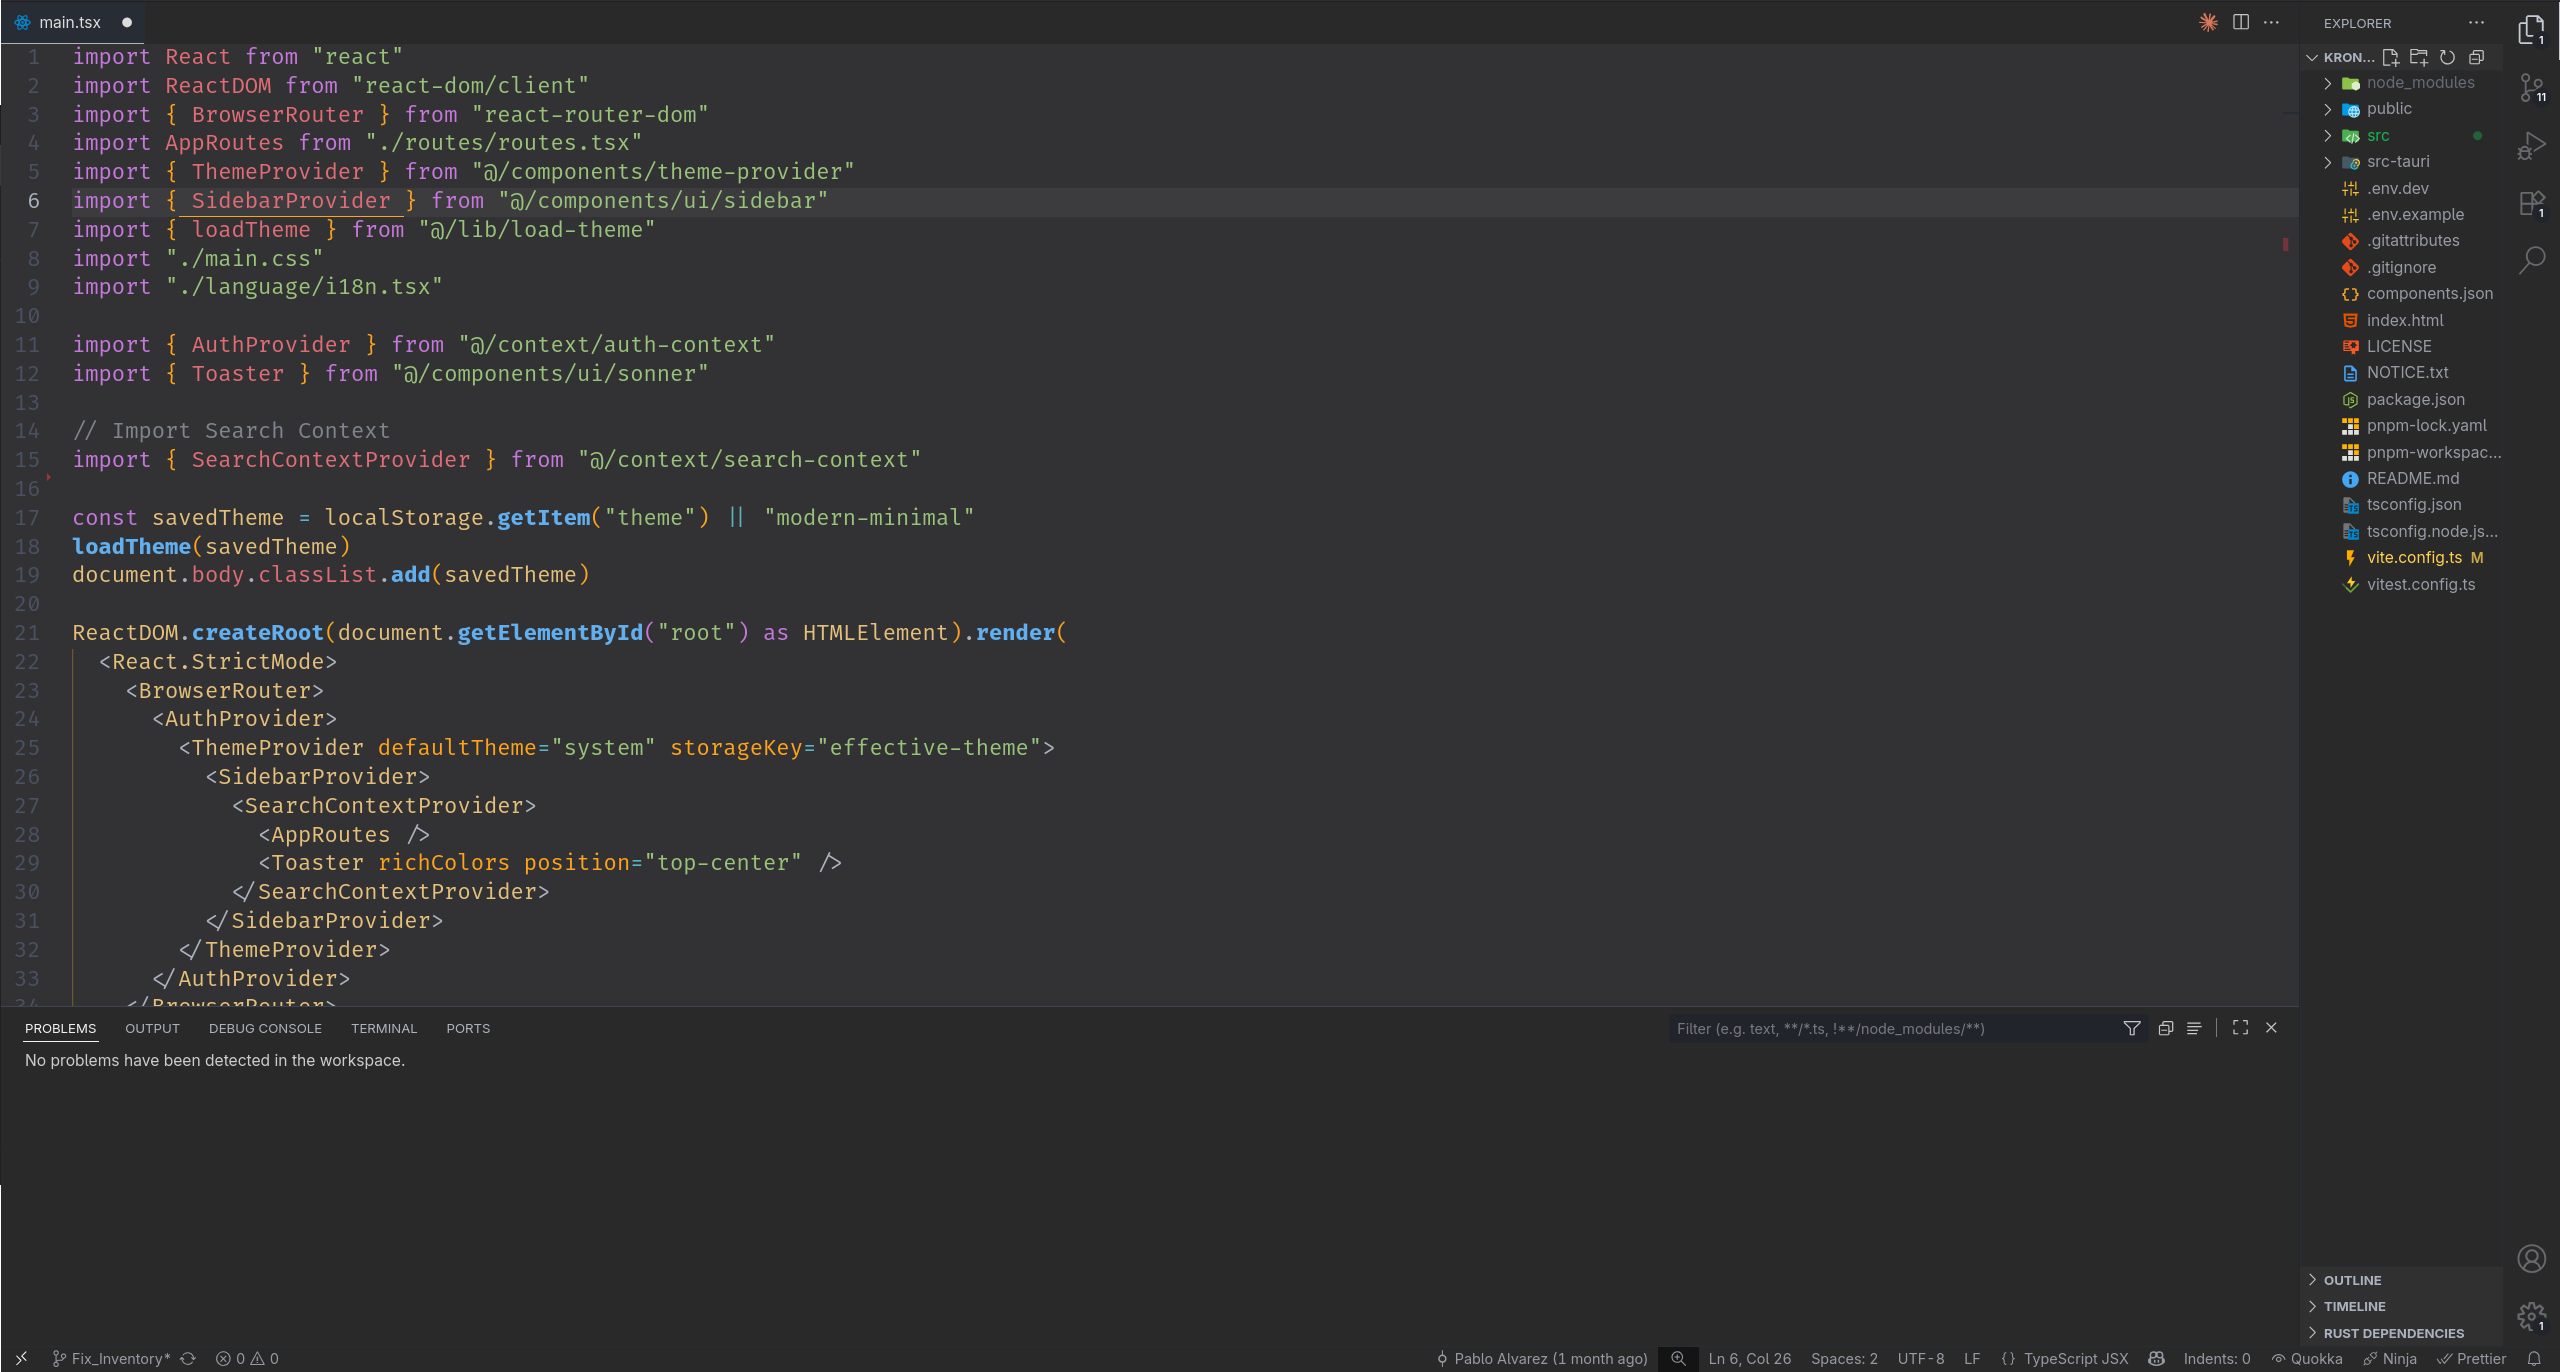 main.tsx
1 import React from "react"
2 import ReactDOM from "react-dom/client"
3 import { BrowserRouter } from "react-router-dom"
4 import AppRoutes from "./routes/routes.tsx"
5 import { ThemeProvider } from "@/components/theme-provider"
6 import { SidebarProvider } from "@/components/ui/sidebar"
7 import { loadTheme } from "@/lib/load-theme"
8 import "./main.css"
9 import "./language/i18n.tsx"
10
11 import { AuthProvider } from "@/context/auth-context"
12 import { Toaster } from "@/components/ui/sonner"
13
14 // Import Search Context
15 import { SearchContextProvider } from "@/context/search-context"
16
17 const savedTheme = localStorage.getItem("theme") || "modern-minimal"
18 loadTheme(savedTheme)
19 document.body.classList.add(savedTheme)
20
21 ReactDOM.createRoot(document.getElementById("root") as HTMLElement).render(
22 <React.StrictMode>
23 <BrowserRouter>
24 <AuthProvider>
25 <ThemeProvider defaultTheme="system" storageKey="effective-theme">
26 <SidebarProvider>
27 <SearchContextProvider>
28 <AppRoutes />
29 <Toaster richColors position="top-center" />
30 </SearchContextProvider>
31 </SidebarProvider>
32 </ThemeProvider>
33 </AuthProvider>
34 </BrowserRouter>
PROBLEMS OUTPUT DEBUG CONSOLE TERMINAL PORTS
Filter (e.g. text, **/*.ts, !**/node_modules/**)
No problems have been detected in the workspace.
EXPLORER
KRON...
node_modules
public
src
src-tauri
.env.dev
.env.example
.gitattributes
.gitignore
components.json
index.html
LICENSE
NOTICE.txt
package.json
pnpm-lock.yaml
pnpm-workspac...
README.md
tsconfig.json
tsconfig.node.js...
vite.config.ts M
vitest.config.ts
OUTLINE
TIMELINE
RUST DEPENDENCIES
1
11
1
1
Fix_Inventory* 0 0 Pablo Alvarez (1 month ago) Ln 6, Col 26 Spaces: 2 UTF-8 LF {} TypeScript JSX Indents: 0 Quokka Ninja Prettier